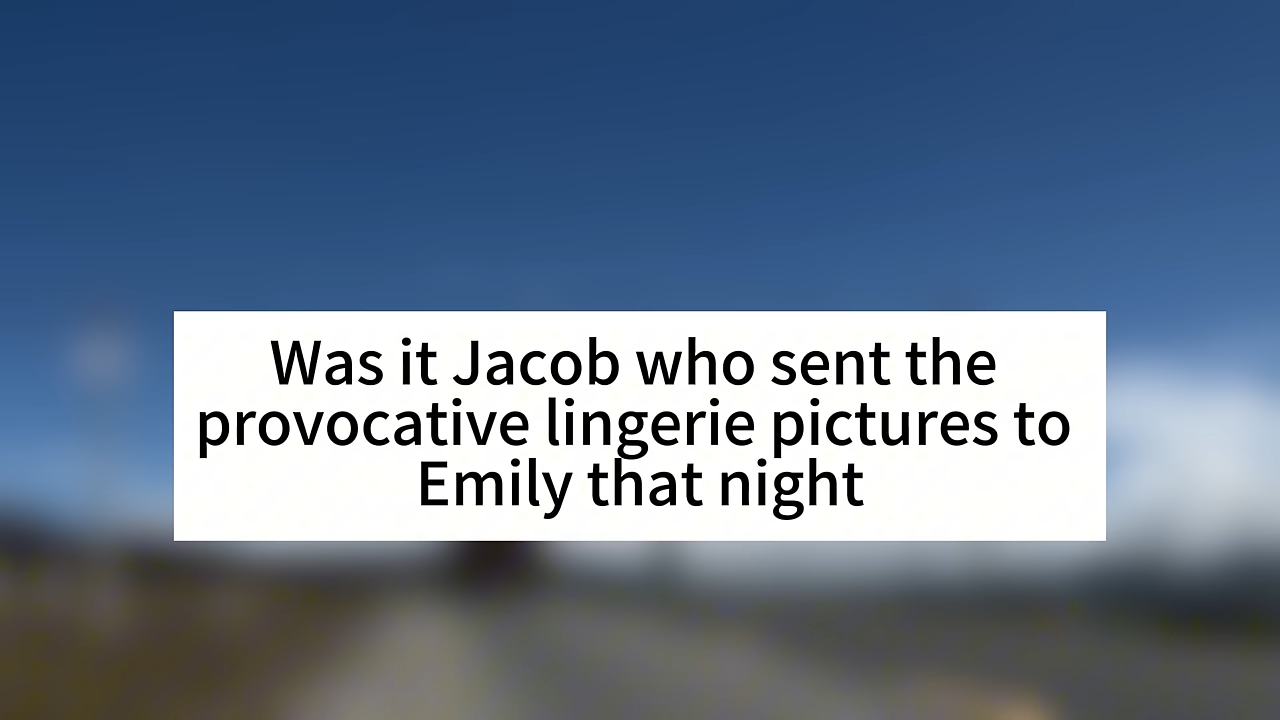 Was it Jacob who sent the
provocative lingerie pictures to
Emily that night